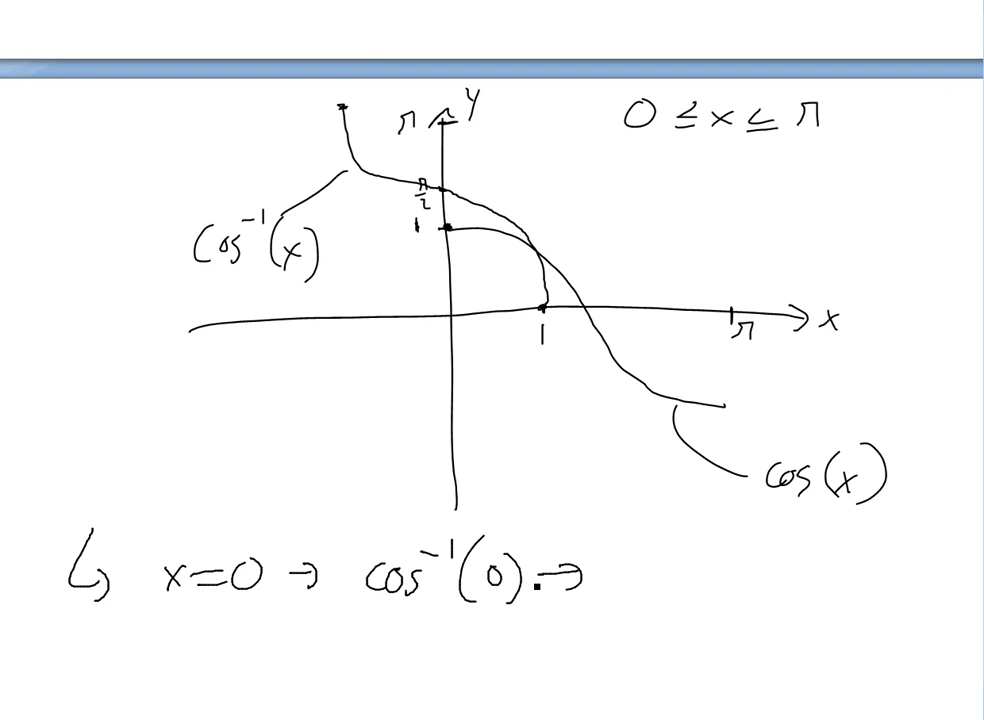 π y 0 ≤ x ≤ π
π/2
1
cos⁻¹(x)
1 π x
cos(x)
↳ x=0 → cos⁻¹(0). →